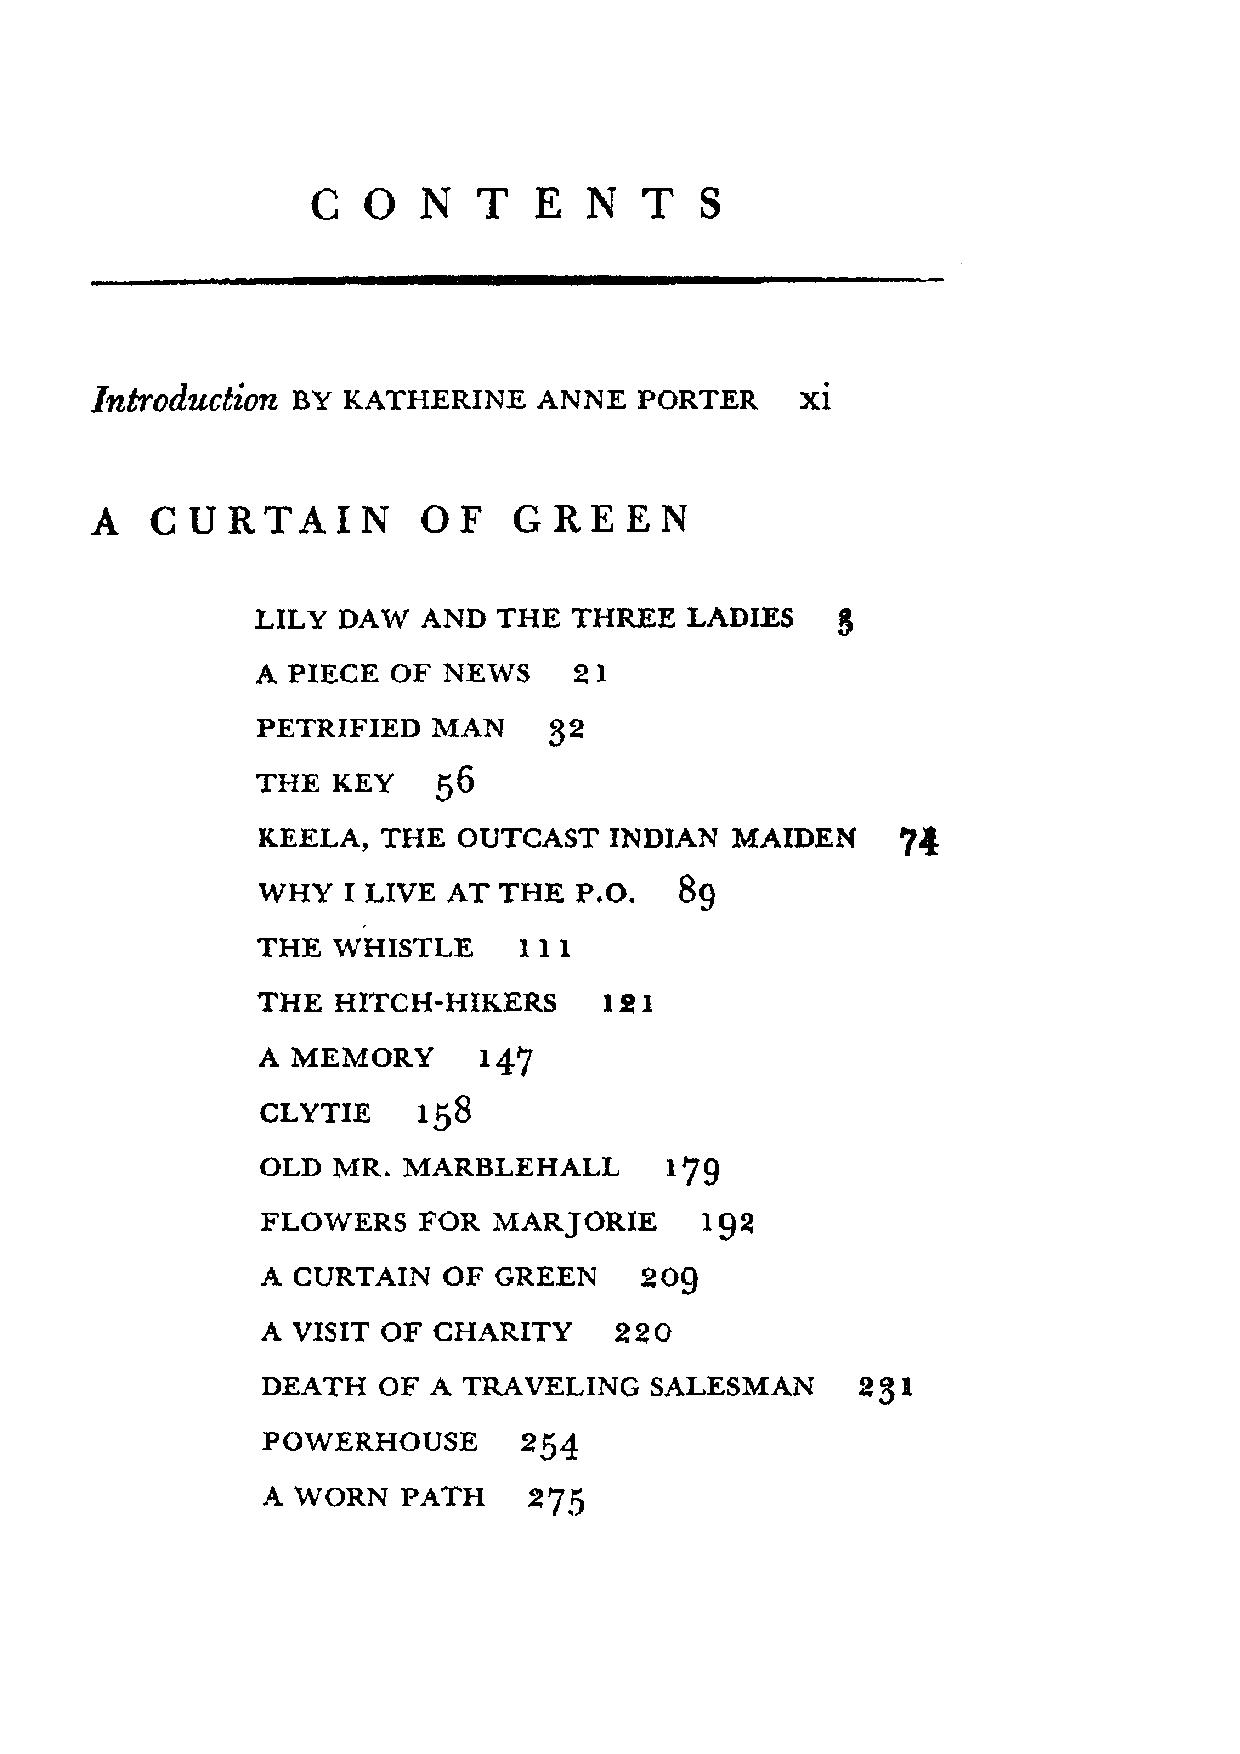 CONTENTS
Introduction BY KATHERINE ANNE PORTER xi
A CURTAIN OF GREEN
LILY DAW AND THE THREE LADIES 3
A PIECE OF NEWS 21
PETRIFIED MAN 32
THE KEY 56
KEELA, THE OUTCAST INDIAN MAIDEN 74
WHY I LIVE AT THE P.O. 89
THE WHISTLE 111
THE HITCH-HIKERS 121
A MEMORY 147
CLYTIE 158
OLD MR. MARBLEHALL 179
FLOWERS FOR MARJORIE 192
A CURTAIN OF GREEN 209
A VISIT OF CHARITY 220
DEATH OF A TRAVELING SALESMAN 231
POWERHOUSE 254
A WORN PATH 275